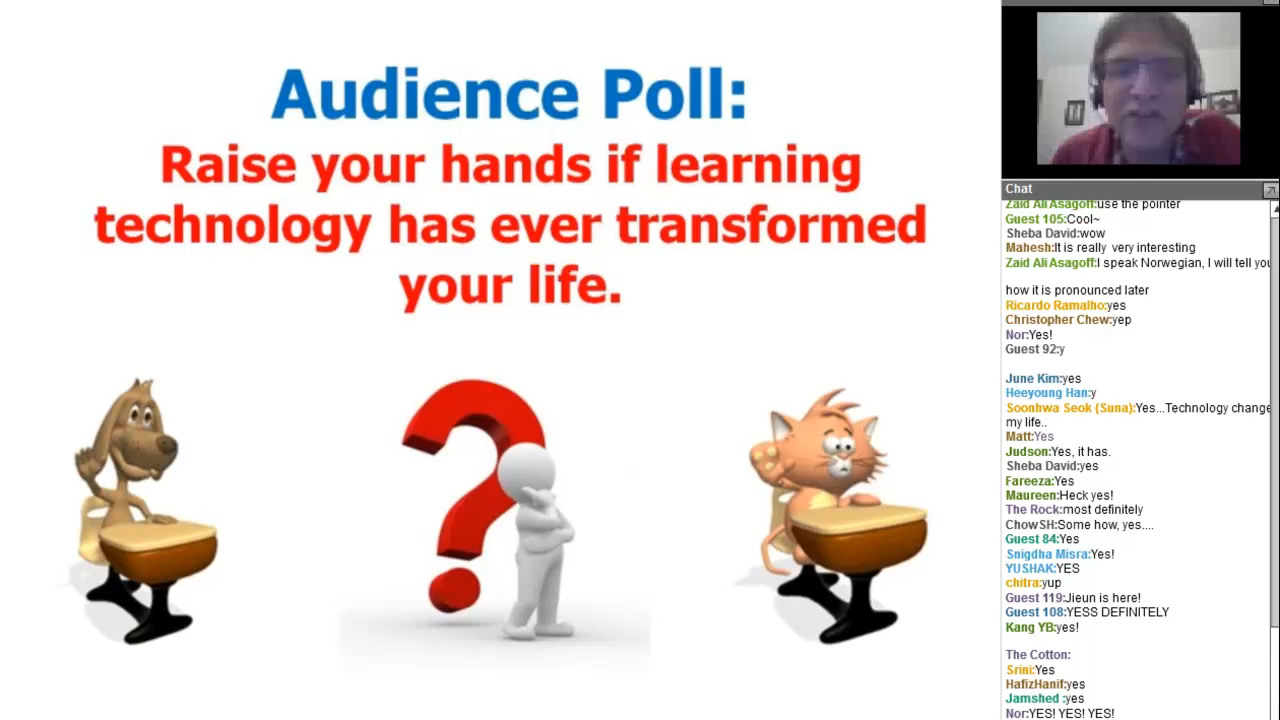 Audience Poll:
Raise your hands if learning
technology has ever transformed
your life.
Chat
Zaid Ali Asagoff:use the pointer
Guest 105:Cool~
Sheba David:wow
Mahesh:It is really very interesting
Zaid Ali Asagoff:I speak Norwegian, I will tell you
how it is pronounced later
Ricardo Ramalho:yes
Christopher Chew:yep
Nor:Yes!
Guest 92:y
June Kim:yes
Heeyoung Han:y
Soonhwa Seok (Suna):Yes...Technology change
my life..
Matt:Yes
Judson:Yes, it has.
Sheba David:yes
Fareeza:Yes
Maureen:Heck yes!
The Rock:most definitely
ChowSH:Some how, yes....
Guest 84:Yes
Snigdha Misra:Yes!
YUSHAK:YES
chitra:yup
Guest 119:Jieun is here!
Guest 108:YESS DEFINITELY
Kang YB:yes!
The Cotton:
Srini:Yes
HafizHanif:yes
Jamshed :yes
Nor:YES! YES! YES!